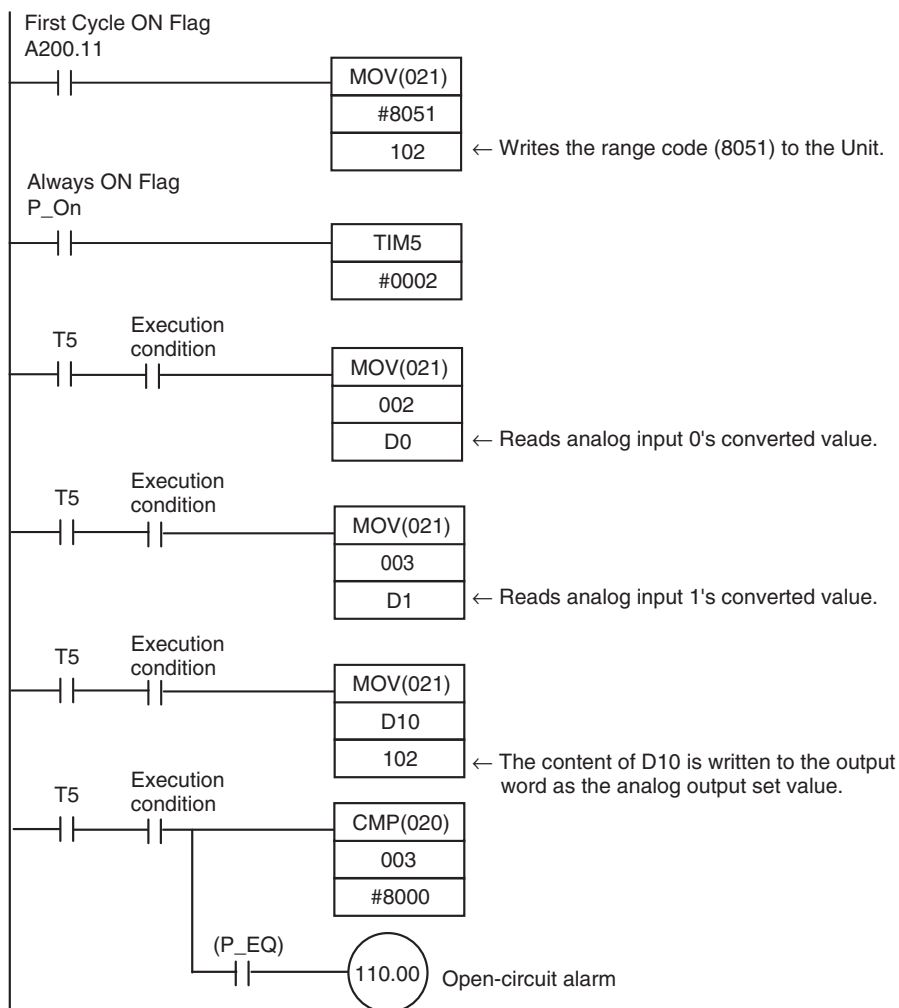 First Cycle ON Flag
A200.11
MOV(021)
#8051
102
← Writes the range code (8051) to the Unit.
Always ON Flag
P_On
TIM5
#0002
T5
Execution
condition
MOV(021)
002
D0
← Reads analog input 0's converted value.
T5
Execution
condition
MOV(021)
003
D1
← Reads analog input 1's converted value.
T5
Execution
condition
MOV(021)
D10
102
← The content of D10 is written to the output
word as the analog output set value.
T5
Execution
condition
CMP(020)
003
#8000
(P_EQ)
110.00
Open-circuit alarm